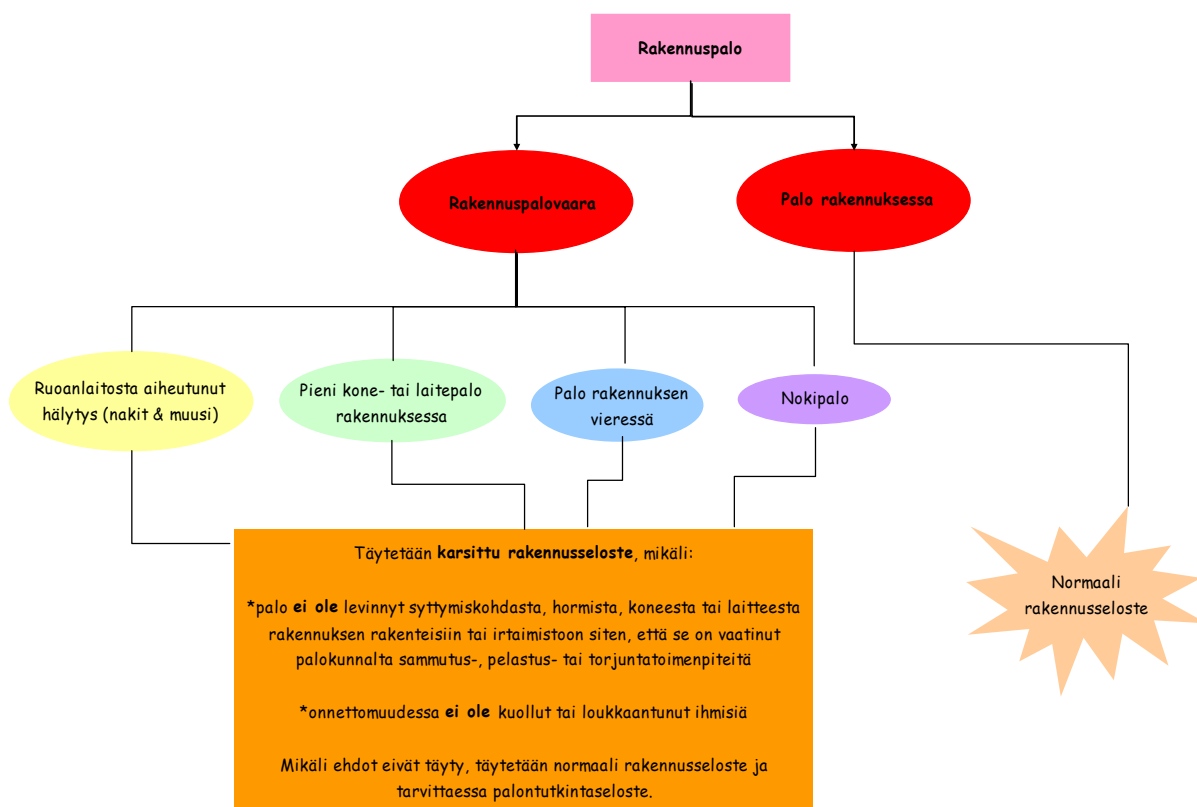 Rakennuspalo
Rakennuspalovaara
Palo rakennuksessa
Ruoanlaitosta aiheutunut
hälytys (nakit & muusi)
Pieni kone- tai laitepalo
rakennuksessa
Palo rakennuksen
vieressä
Nokipalo
Täytetään karsittu rakennusseloste, mikäli:
*palo ei ole levinnyt syttymiskohdasta, hormista, koneesta tai laitteesta
rakennuksen rakenteisiin tai irtaimistoon siten, että se on vaatinut
palokunnalta sammutus-, pelastus- tai torjuntatoimenpiteitä
*onnettomuudessa ei ole kuollut tai loukkaantunut ihmisiä
Mikäli ehdot eivät täyty, täytetään normaali rakennusseloste ja
tarvittaessa palontutkintaseloste.
Normaali
rakennusseloste